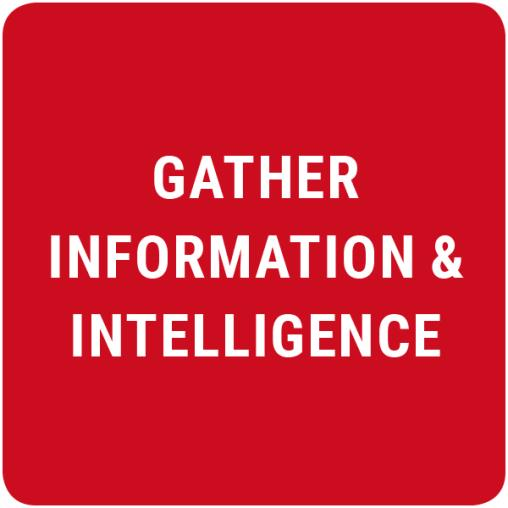 GATHER
INFORMATION &
INTELLIGENCE